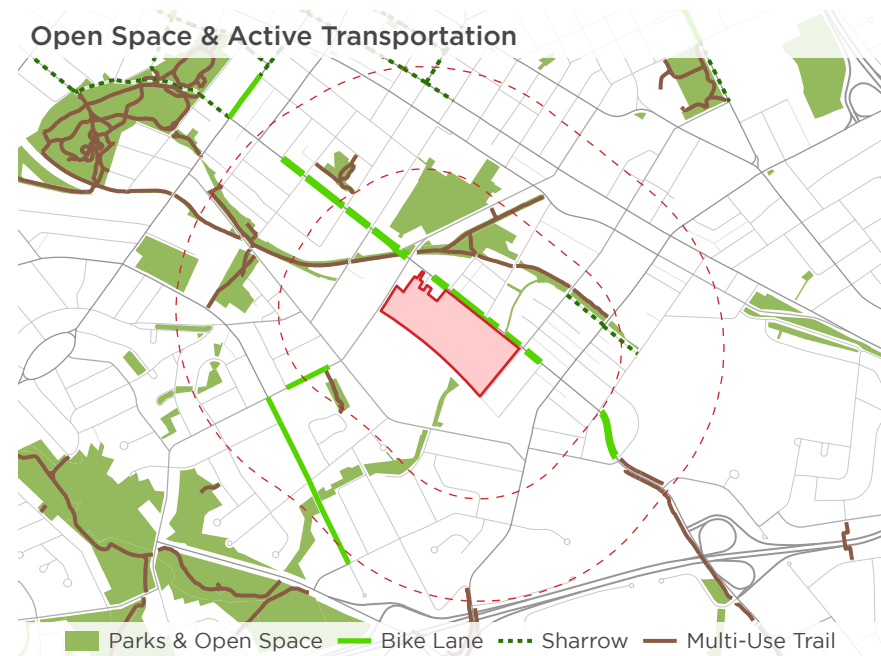 Open Space & Active Transportation
Parks & Open Space Bike Lane Sharrow Multi-Use Trail